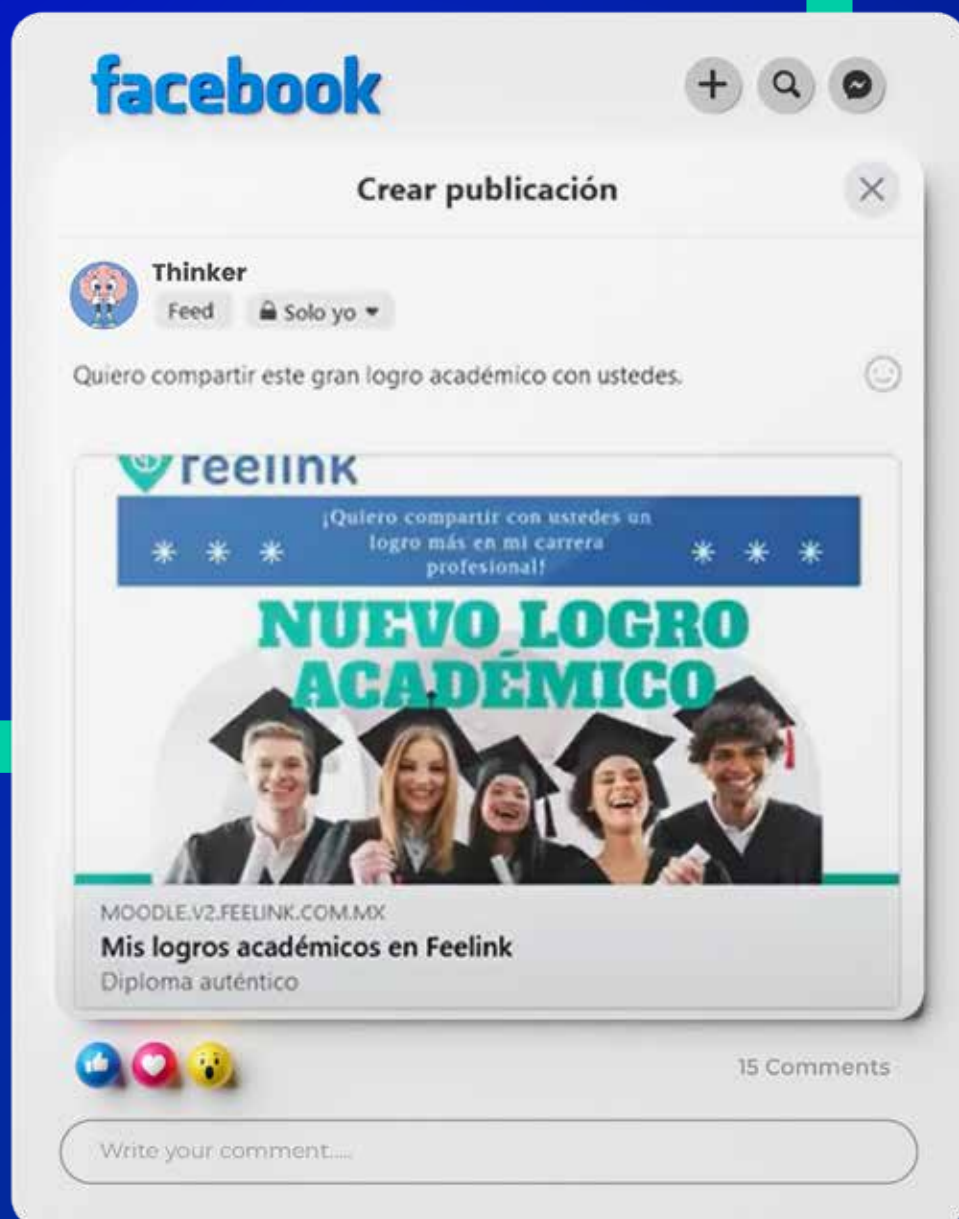 facebook
Crear publicación
Thinker
Feed
Solo yo
Quiero compartir este gran logro académico con ustedes.
feelink
¡Quiero compartir con ustedes un
logro más en mi carrera
profesional!
NUEVO LOGRO
ACADÉMICO
MOODLE.V2.FEELINK.COM.MX
Mis logros académicos en Feelink
Diploma auténtico
15 Comments
Write your comment.....